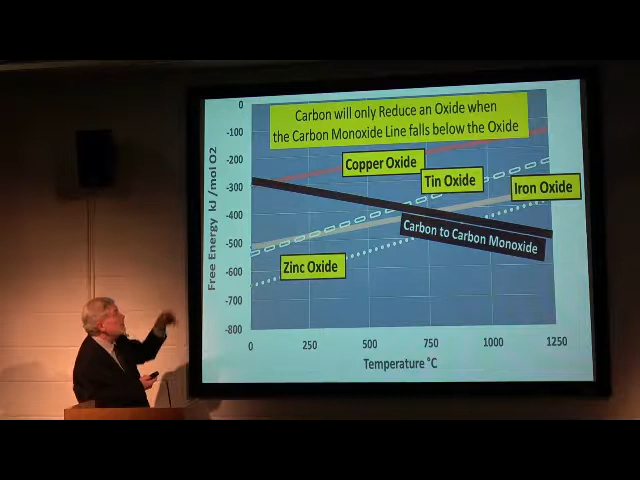 Carbon will only Reduce an Oxide when
the Carbon Monoxide Line falls below the Oxide
Copper Oxide
Tin Oxide
Iron Oxide
Carbon to Carbon Monoxide
Zinc Oxide
Free Energy kJ /mol O2
0
-100
-200
-300
-400
-500
-600
-700
-800
0
250
500
750
1000
1250
Temperature °C